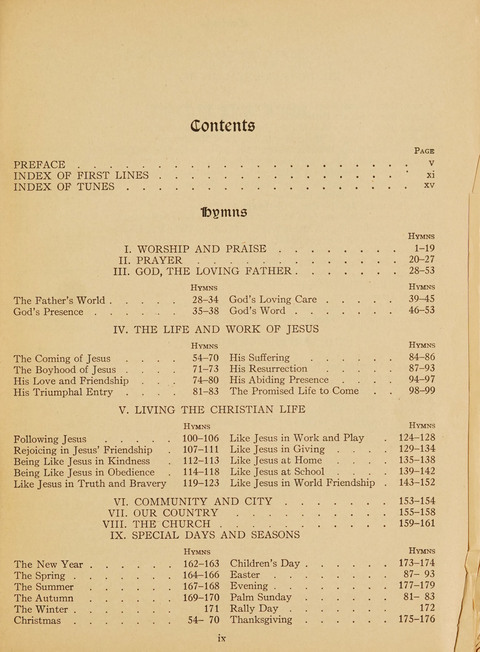 Contents
PAGE
PREFACE . . . . . . . . . . . . . . . . . v
INDEX OF FIRST LINES . . . . . . . . . . . . . xi
INDEX OF TUNES . . . . . . . . . . . . . . xv
Hymns
HYMNS
I. WORSHIP AND PRAISE . . . . . . . 1–19
II. PRAYER . . . . . . . . . . 20–27
III. GOD, THE LOVING FATHER . . . . . . 28–53
HYMNS HYMNS
The Father's World . . . . . 28–34 God's Loving Care . . . . . 39–45
God's Presence . . . . . . 35–38 God's Word . . . . . . . 46–53
IV. THE LIFE AND WORK OF JESUS
HYMNS HYMNS
The Coming of Jesus . . . . 54–70 His Suffering . . . . . . 84–86
The Boyhood of Jesus . . . . 71–73 His Resurrection . . . . . 87–93
His Love and Friendship . . . 74–80 His Abiding Presence . . . . 94–97
His Triumphal Entry . . . . 81–83 The Promised Life to Come . . 98–99
V. LIVING THE CHRISTIAN LIFE
HYMNS HYMNS
Following Jesus . . . . . 100–106 Like Jesus in Work and Play . 124–128
Rejoicing in Jesus' Friendship . 107–111 Like Jesus in Giving . . . . 129–134
Being Like Jesus in Kindness . 112–113 Like Jesus at Home . . . . 135–138
Being Like Jesus in Obedience . 114–118 Like Jesus at School . . . . 139–142
Like Jesus in Truth and Bravery 119–123 Like Jesus in World Friendship . 143–152
VI. COMMUNITY AND CITY . . . . . . . 153–154
VII. OUR COUNTRY . . . . . . . . . 155–158
VIII. THE CHURCH . . . . . . . . . . 159–161
IX. SPECIAL DAYS AND SEASONS
HYMNS HYMNS
The New Year . . . . . . 162–163 Children's Day . . . . . . 173–174
The Spring . . . . . . . 164–166 Easter . . . . . . . . 87– 93
The Summer . . . . . . 167–168 Evening . . . . . . . . 177–179
The Autumn . . . . . . 169–170 Palm Sunday . . . . . . 81– 83
The Winter . . . . . . . 171 Rally Day . . . . . . . 172
Christmas . . . . . . . 54– 70 Thanksgiving . . . . . . 175–176
ix